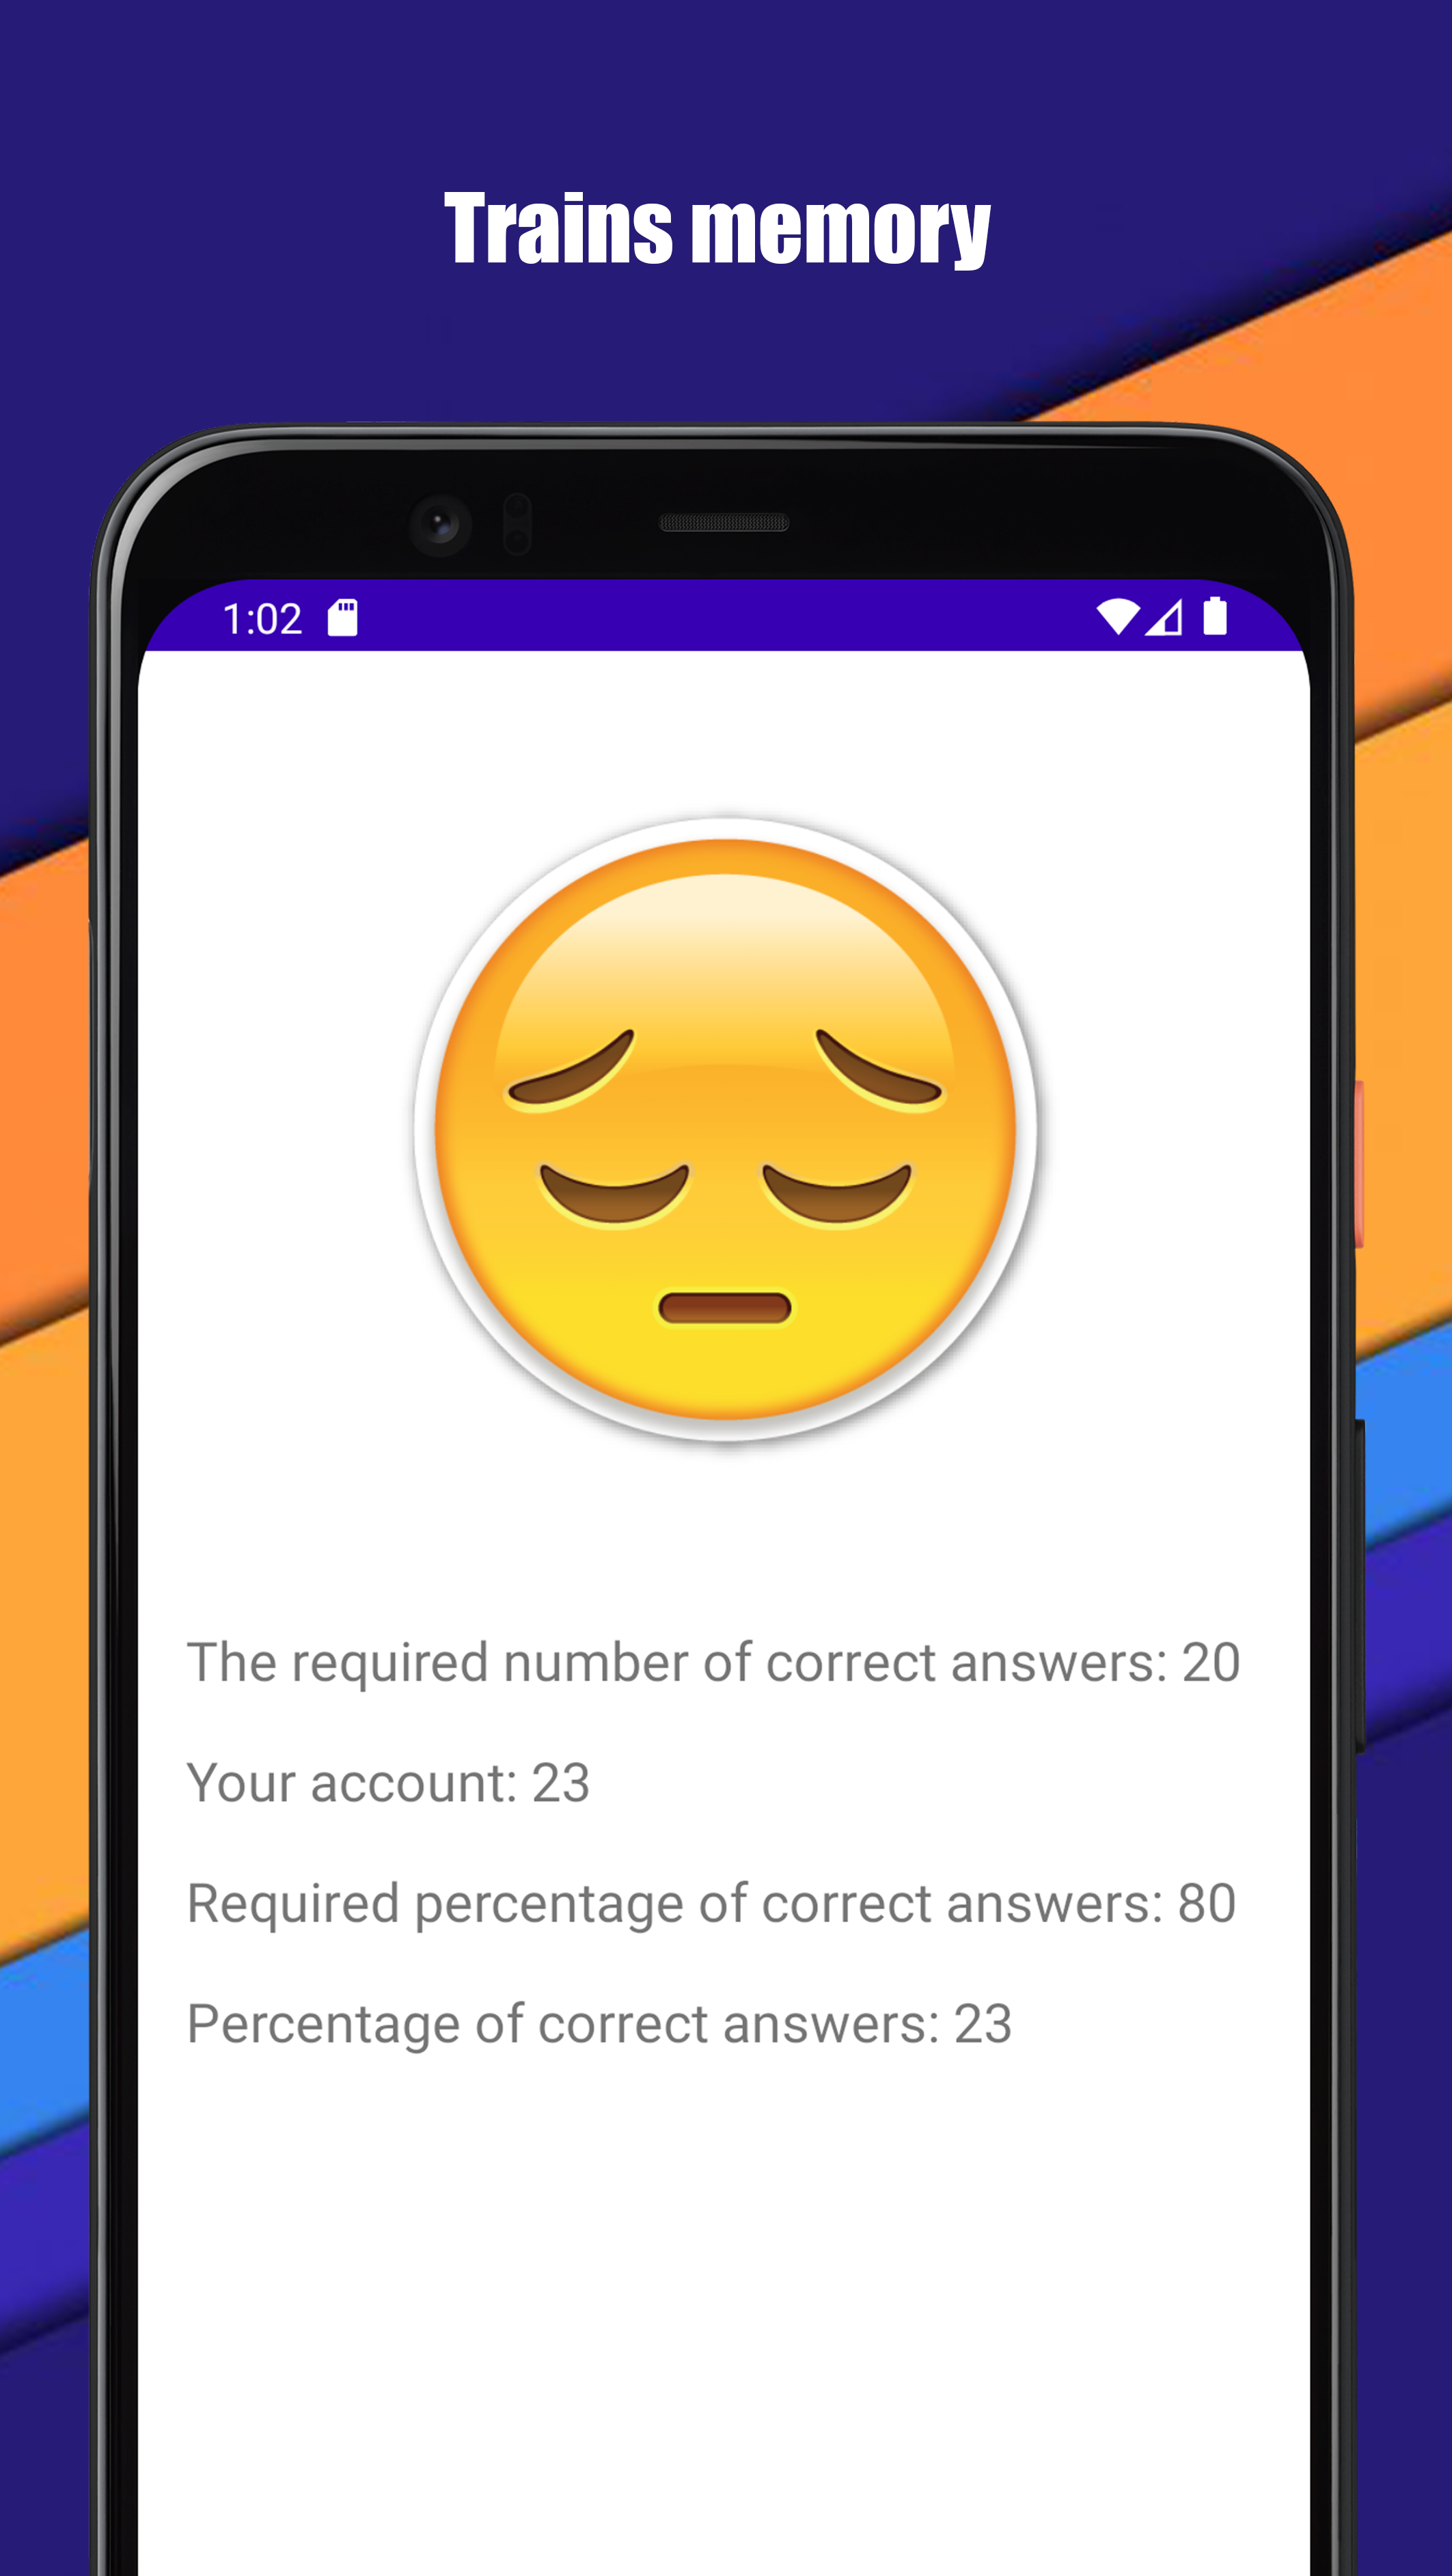 Trains memory
1:02
The required number of correct answers: 20
Your account: 23
Required percentage of correct answers: 80
Percentage of correct answers: 23